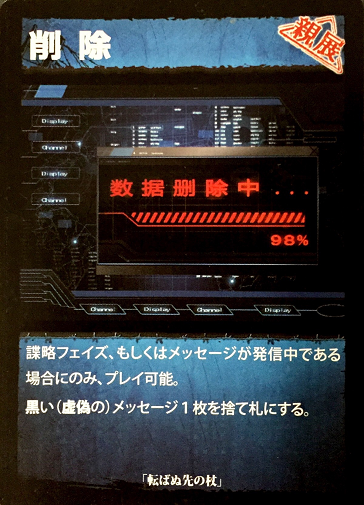 削除
親展
Display
Channel
Display
Channel
数据删除中...
98%
Channel
Display
Channel
Display
諜略フェイズ、もしくはメッセージが発信中である
場合にのみ、プレイ可能。
黒い（虚偽の）メッセージ1枚を捨て札にする。
「転ばぬ先の杖」